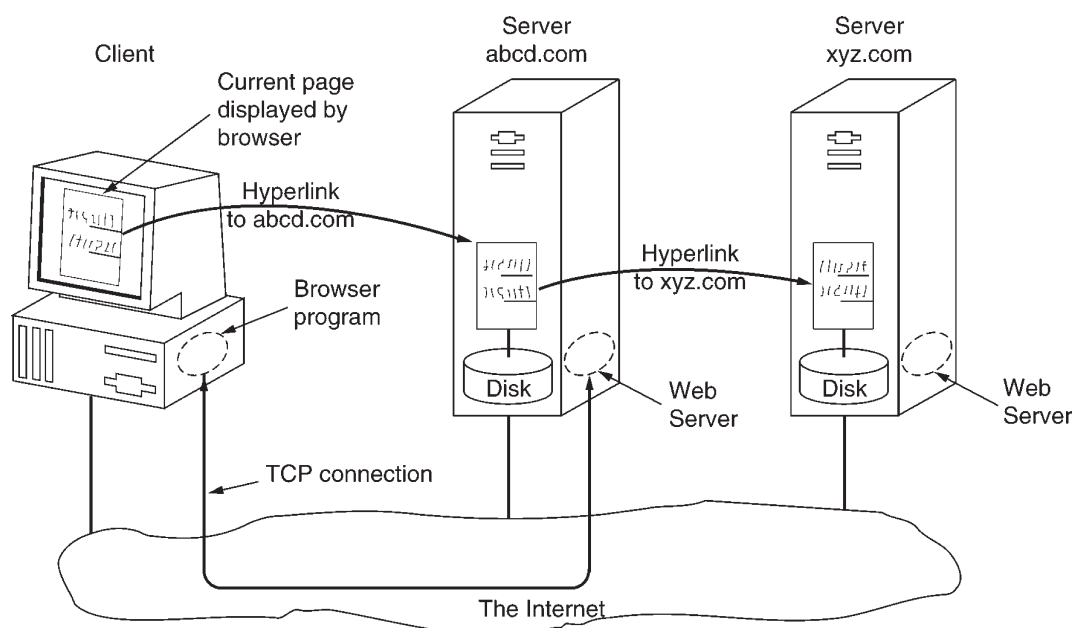 Client
Server
abcd.com
Server
xyz.com
Current page
displayed by
browser
Hyperlink
to abcd.com
Hyperlink
to xyz.com
Browser
program
Disk
Web
Server
Disk
Web
Server
TCP connection
The Internet